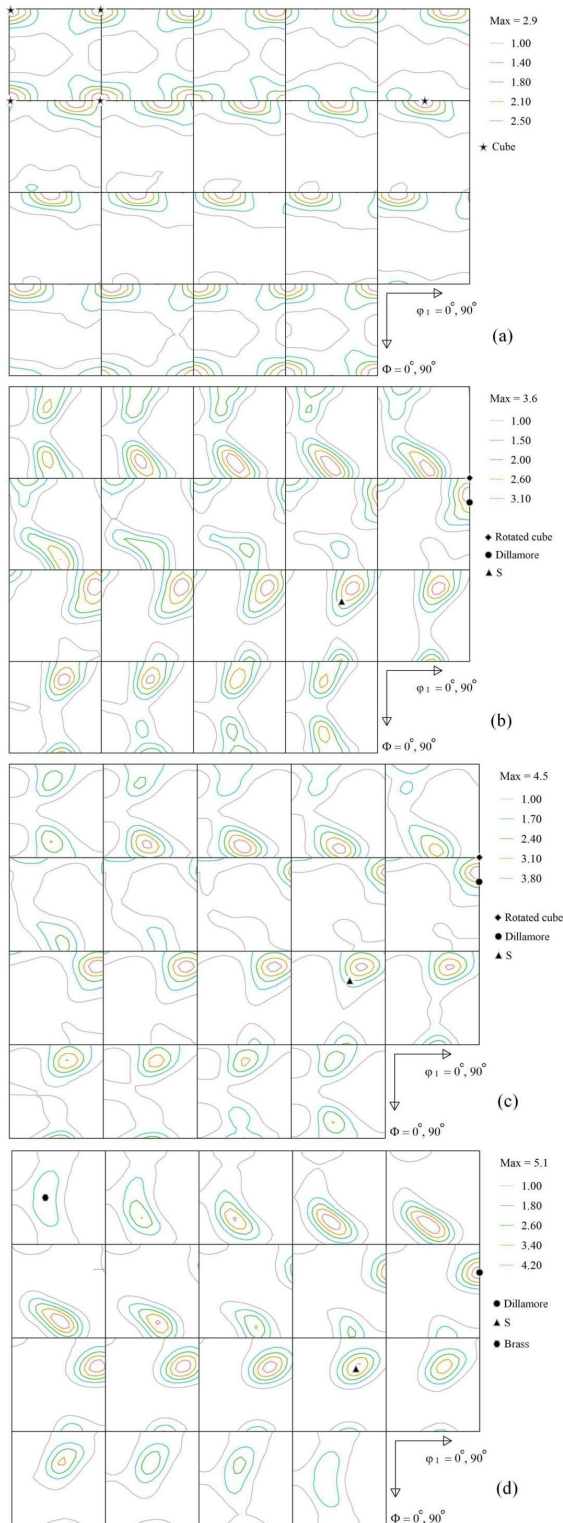 Max = 2.9
1.00
1.40
1.80
2.10
2.50
★ Cube
φ1 = 0°, 90°
(a)
Φ = 0°, 90°
Max = 3.6
1.00
1.50
2.00
2.60
3.10
◆ Rotated cube
● Dillamore
▲ S
φ1 = 0°, 90°
(b)
Φ = 0°, 90°
Max = 4.5
1.00
1.70
2.40
3.10
3.80
◆ Rotated cube
● Dillamore
▲ S
φ1 = 0°, 90°
(c)
Φ = 0°, 90°
Max = 5.1
1.00
1.80
2.60
3.40
4.20
● Dillamore
▲ S
⬢ Brass
φ1 = 0°, 90°
(d)
Φ = 0°, 90°